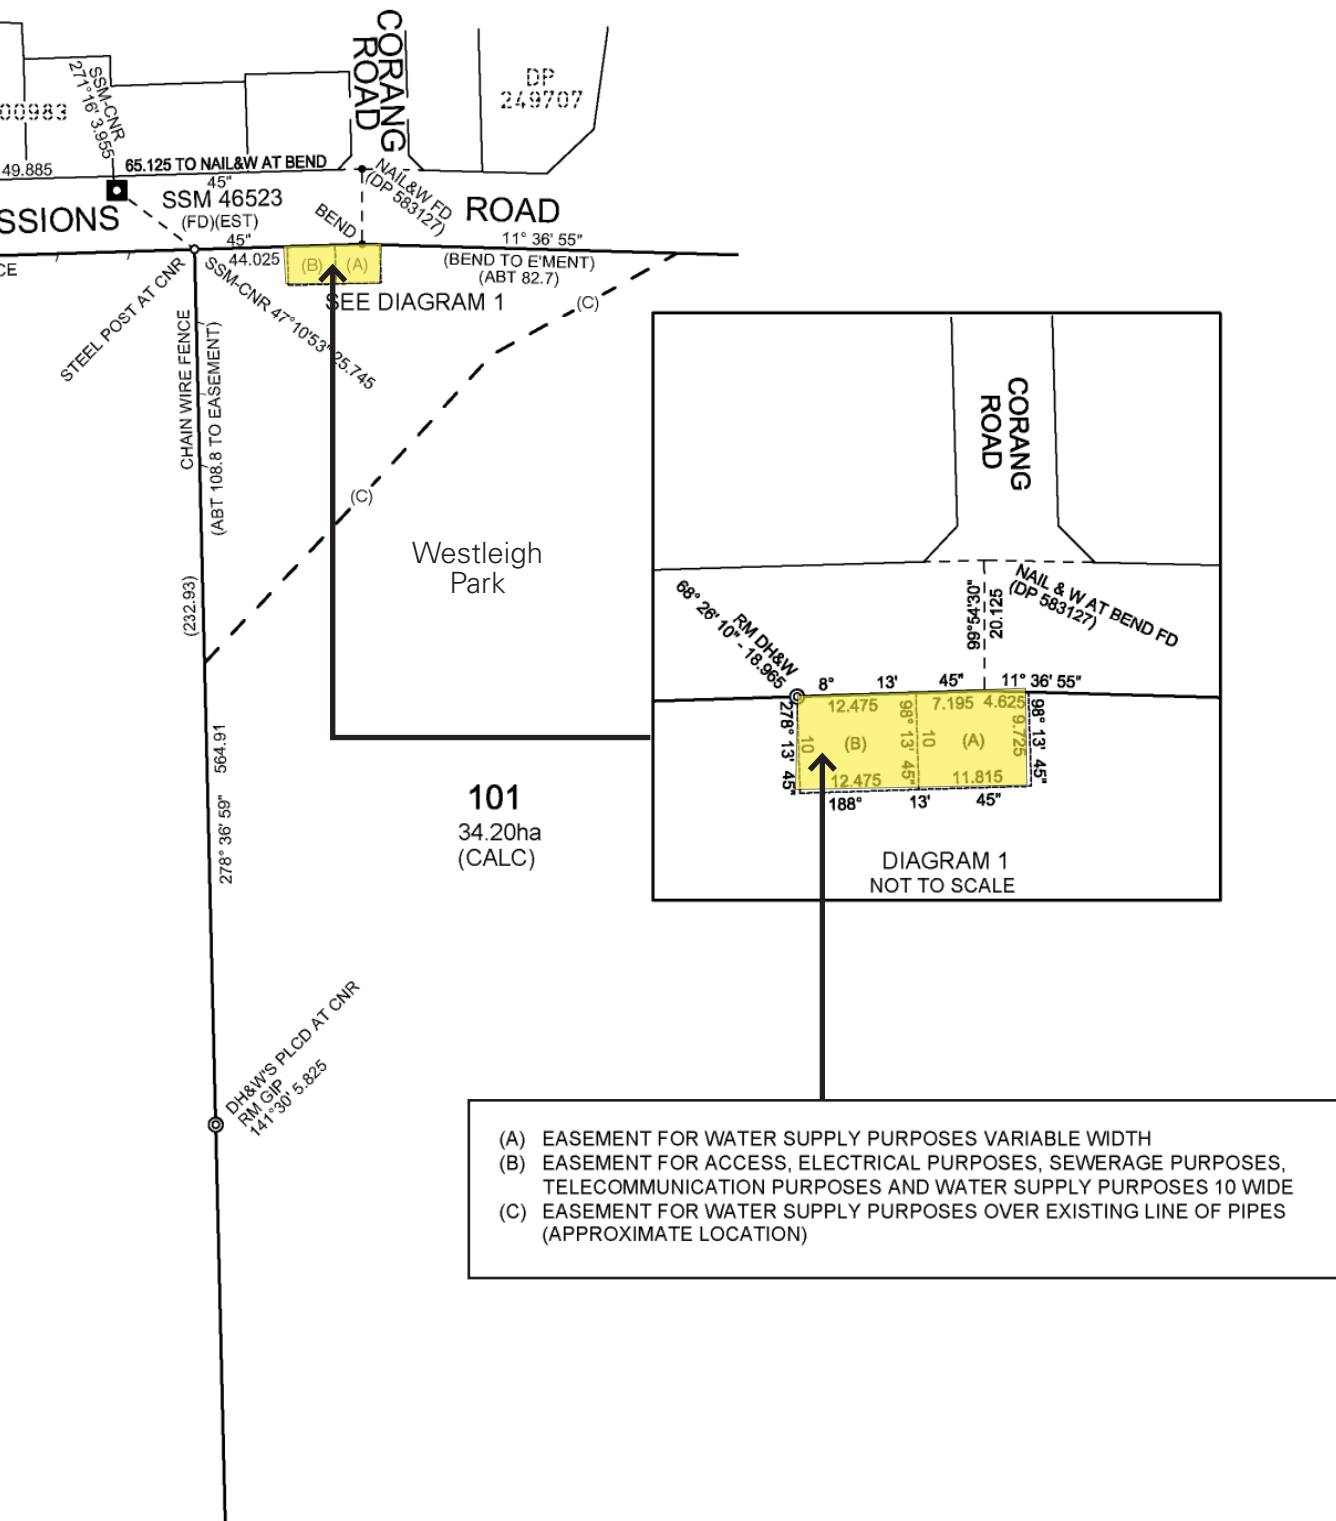 CORANG
ROAD
DP
249707
00983
SSM-CNR
271°16' 3.955
49.885
65.125 TO NAIL&W AT BEND
45"
SSM 46523
(FD)(EST)
NAIL&W FD
(DP 583127)
SSIONS
ROAD
BEND
45"
44.025
11° 36' 55"
(BEND TO E'MENT)
(ABT 82.7)
CE
(B)
(A)
SEE DIAGRAM 1
(C)
STEEL POST AT CNR
SSM-CNR 47°10'53" 25.745
CHAIN WIRE FENCE
(ABT 108.8 TO EASEMENT)
(C)
Westleigh
Park
(232.93)
278° 36' 59" 564.91
101
34.20ha
(CALC)
DH&W'S PLCD AT CNR
RM GIP
141°30' 5.825
CORANG
ROAD
NAIL & W AT BEND FD
(DP 583127)
99°54'30"
20.125
RM DH&W
68° 26' 10" - 18.965
8° 13' 45" 11° 36' 55"
12.475 7.195 4.625
278° 13' 45"
10
(B)
98° 13' 45"
10
(A)
9.725
98° 13' 45"
12.475 11.815
188° 13' 45"
DIAGRAM 1
NOT TO SCALE
(A) EASEMENT FOR WATER SUPPLY PURPOSES VARIABLE WIDTH
(B) EASEMENT FOR ACCESS, ELECTRICAL PURPOSES, SEWERAGE PURPOSES,
TELECOMMUNICATION PURPOSES AND WATER SUPPLY PURPOSES 10 WIDE
(C) EASEMENT FOR WATER SUPPLY PURPOSES OVER EXISTING LINE OF PIPES
(APPROXIMATE LOCATION)